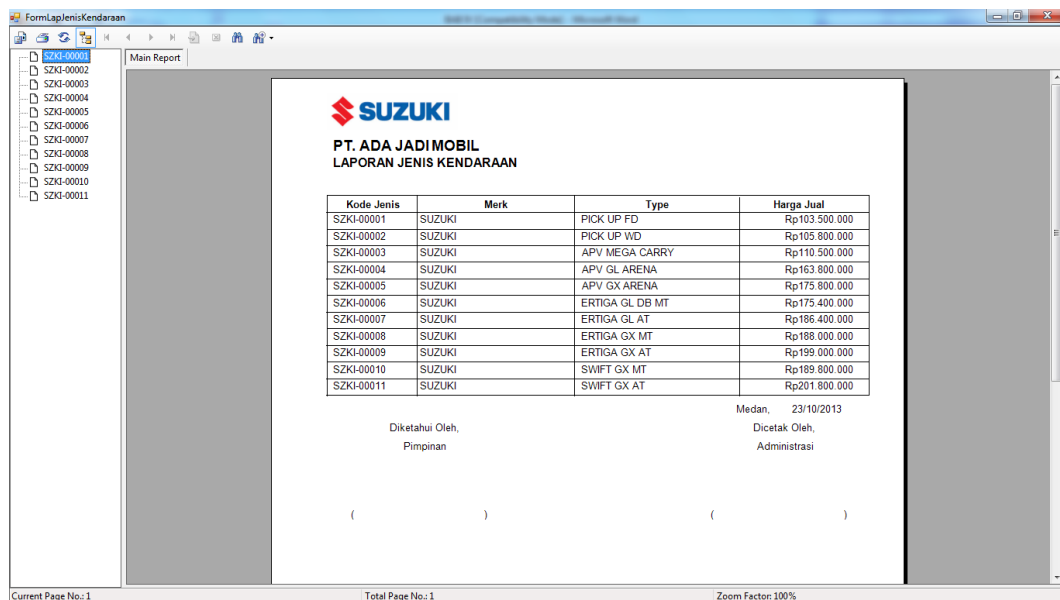 FormLapJenisKendaraan
Main Report
SZKI-00001
SZKI-00002
SZKI-00003
SZKI-00004
SZKI-00005
SZKI-00006
SZKI-00007
SZKI-00008
SZKI-00009
SZKI-00010
SZKI-00011
SUZUKI
PT. ADA JADI MOBIL
LAPORAN JENIS KENDARAAN
Kode Jenis Merk Type Harga Jual
SZKI-00001 SUZUKI PICK UP FD Rp103.500.000
SZKI-00002 SUZUKI PICK UP WD Rp105.800.000
SZKI-00003 SUZUKI APV MEGA CARRY Rp110.500.000
SZKI-00004 SUZUKI APV GL ARENA Rp163.800.000
SZKI-00005 SUZUKI APV GX ARENA Rp175.800.000
SZKI-00006 SUZUKI ERTIGA GL DB MT Rp175.400.000
SZKI-00007 SUZUKI ERTIGA GL AT Rp186.400.000
SZKI-00008 SUZUKI ERTIGA GX MT Rp188.000.000
SZKI-00009 SUZUKI ERTIGA GX AT Rp199.000.000
SZKI-00010 SUZUKI SWIFT GX MT Rp189.800.000
SZKI-00011 SUZUKI SWIFT GX AT Rp201.800.000
Medan, 23/10/2013
Diketahui Oleh, Dicetak Oleh,
Pimpinan Administrasi
( ) ( )
Current Page No.: 1 Total Page No.: 1 Zoom Factor: 100%